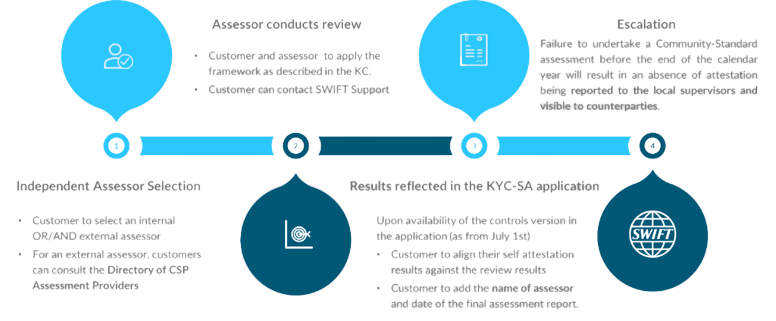 Assessor conducts review
• Customer and assessor to apply the
framework as described in the KC.
• Customer can contact SWIFT Support
Escalation
Failure to undertake a Community-Standard
assessment before the end of the calendar
year will result in an absence of attestation
being reported to the local supervisors and
visible to counterparties.
1
2
3
4
Independent Assessor Selection
• Customer to select an internal
OR/AND external assessor
• For an external assessor, customers
can consult the Directory of CSP
Assessment Providers
Results reflected in the KYC-SA application
Upon availability of the controls version in
the application (as from July 1st)
• Customer to align their self attestation
results against the review results
• Customer to add the name of assessor
and date of the final assessment report.
SWIFT